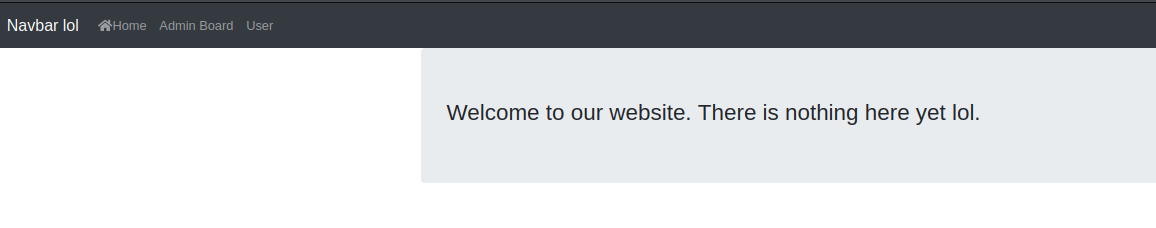 Navbar lol Home Admin Board User
Welcome to our website. There is nothing here yet lol.